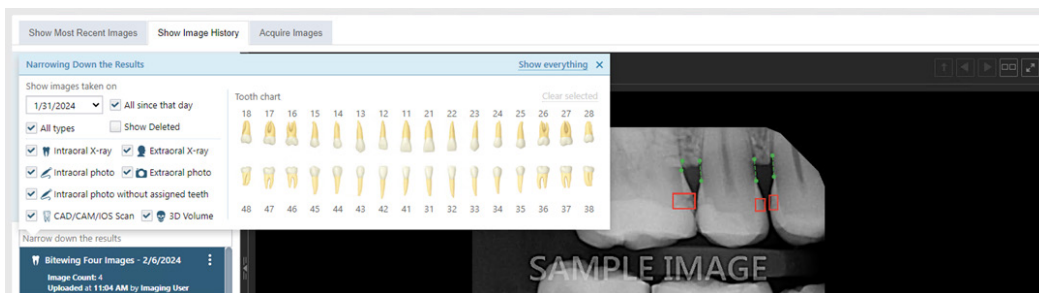 Show Most Recent Images Show Image History Acquire Images
Narrowing Down the Results Show everything ×
Show images taken on
1/31/2024 All since that day
All types Show Deleted
Intraoral X-ray Extraoral X-ray
Intraoral photo Extraoral photo
Intraoral photo without assigned teeth
CAD/CAM/IOS Scan 3D Volume
Tooth chart Clear selected
18 17 16 15 14 13 12 11 21 22 23 24 25 26 27 28
48 47 46 45 44 43 42 41 31 32 33 34 35 36 37 38
Narrow down the results
Bitewing Four Images - 2/6/2024
Image Count: 4
Uploaded at 11:04 AM by Imaging User
SAMPLE IMAGE